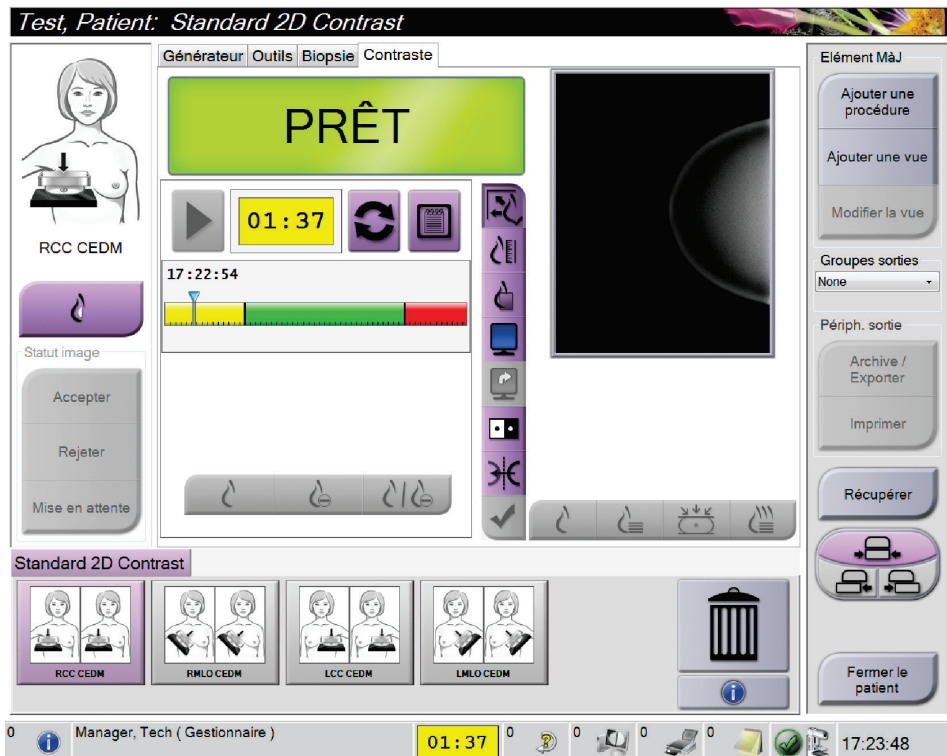 Test, Patient: Standard 2D Contrast
Générateur Outils Biopsie Contraste
PRÊT
01:37
17:22:54
RCC CEDM
Statut image
Accepter
Rejeter
Mise en attente
Elément MàJ
Ajouter une
procédure
Ajouter une vue
Modifier la vue
Groupes sorties
None
Périph. sortie
Archive /
Exporter
Imprimer
Récupérer
Fermer le
patient
Standard 2D Contrast
RCC CEDM
RMLO CEDM
LCC CEDM
LMLO CEDM
0 Manager, Tech ( Gestionnaire ) 01:37 0 0 0 0 17:23:48